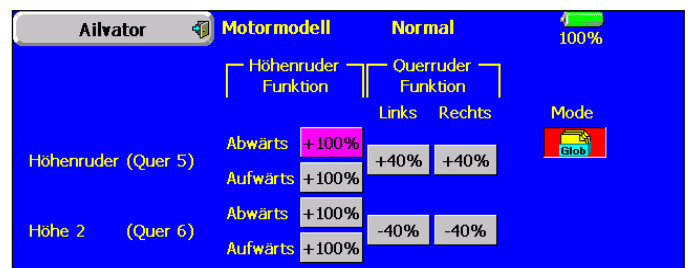 Ailvator Motormodell Normal 100%
Höhenruder Funktion Querruder Funktion
Links Rechts Mode
Abwärts +100%
Höhenruder (Quer 5) +40% +40% Glob
Aufwärts +100%
Abwärts +100%
Höhe 2 (Quer 6) -40% -40%
Aufwärts +100%